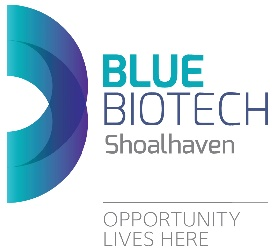 BLUE
BIOTECH
Shoalhaven
OPPORTUNITY
LIVES HERE